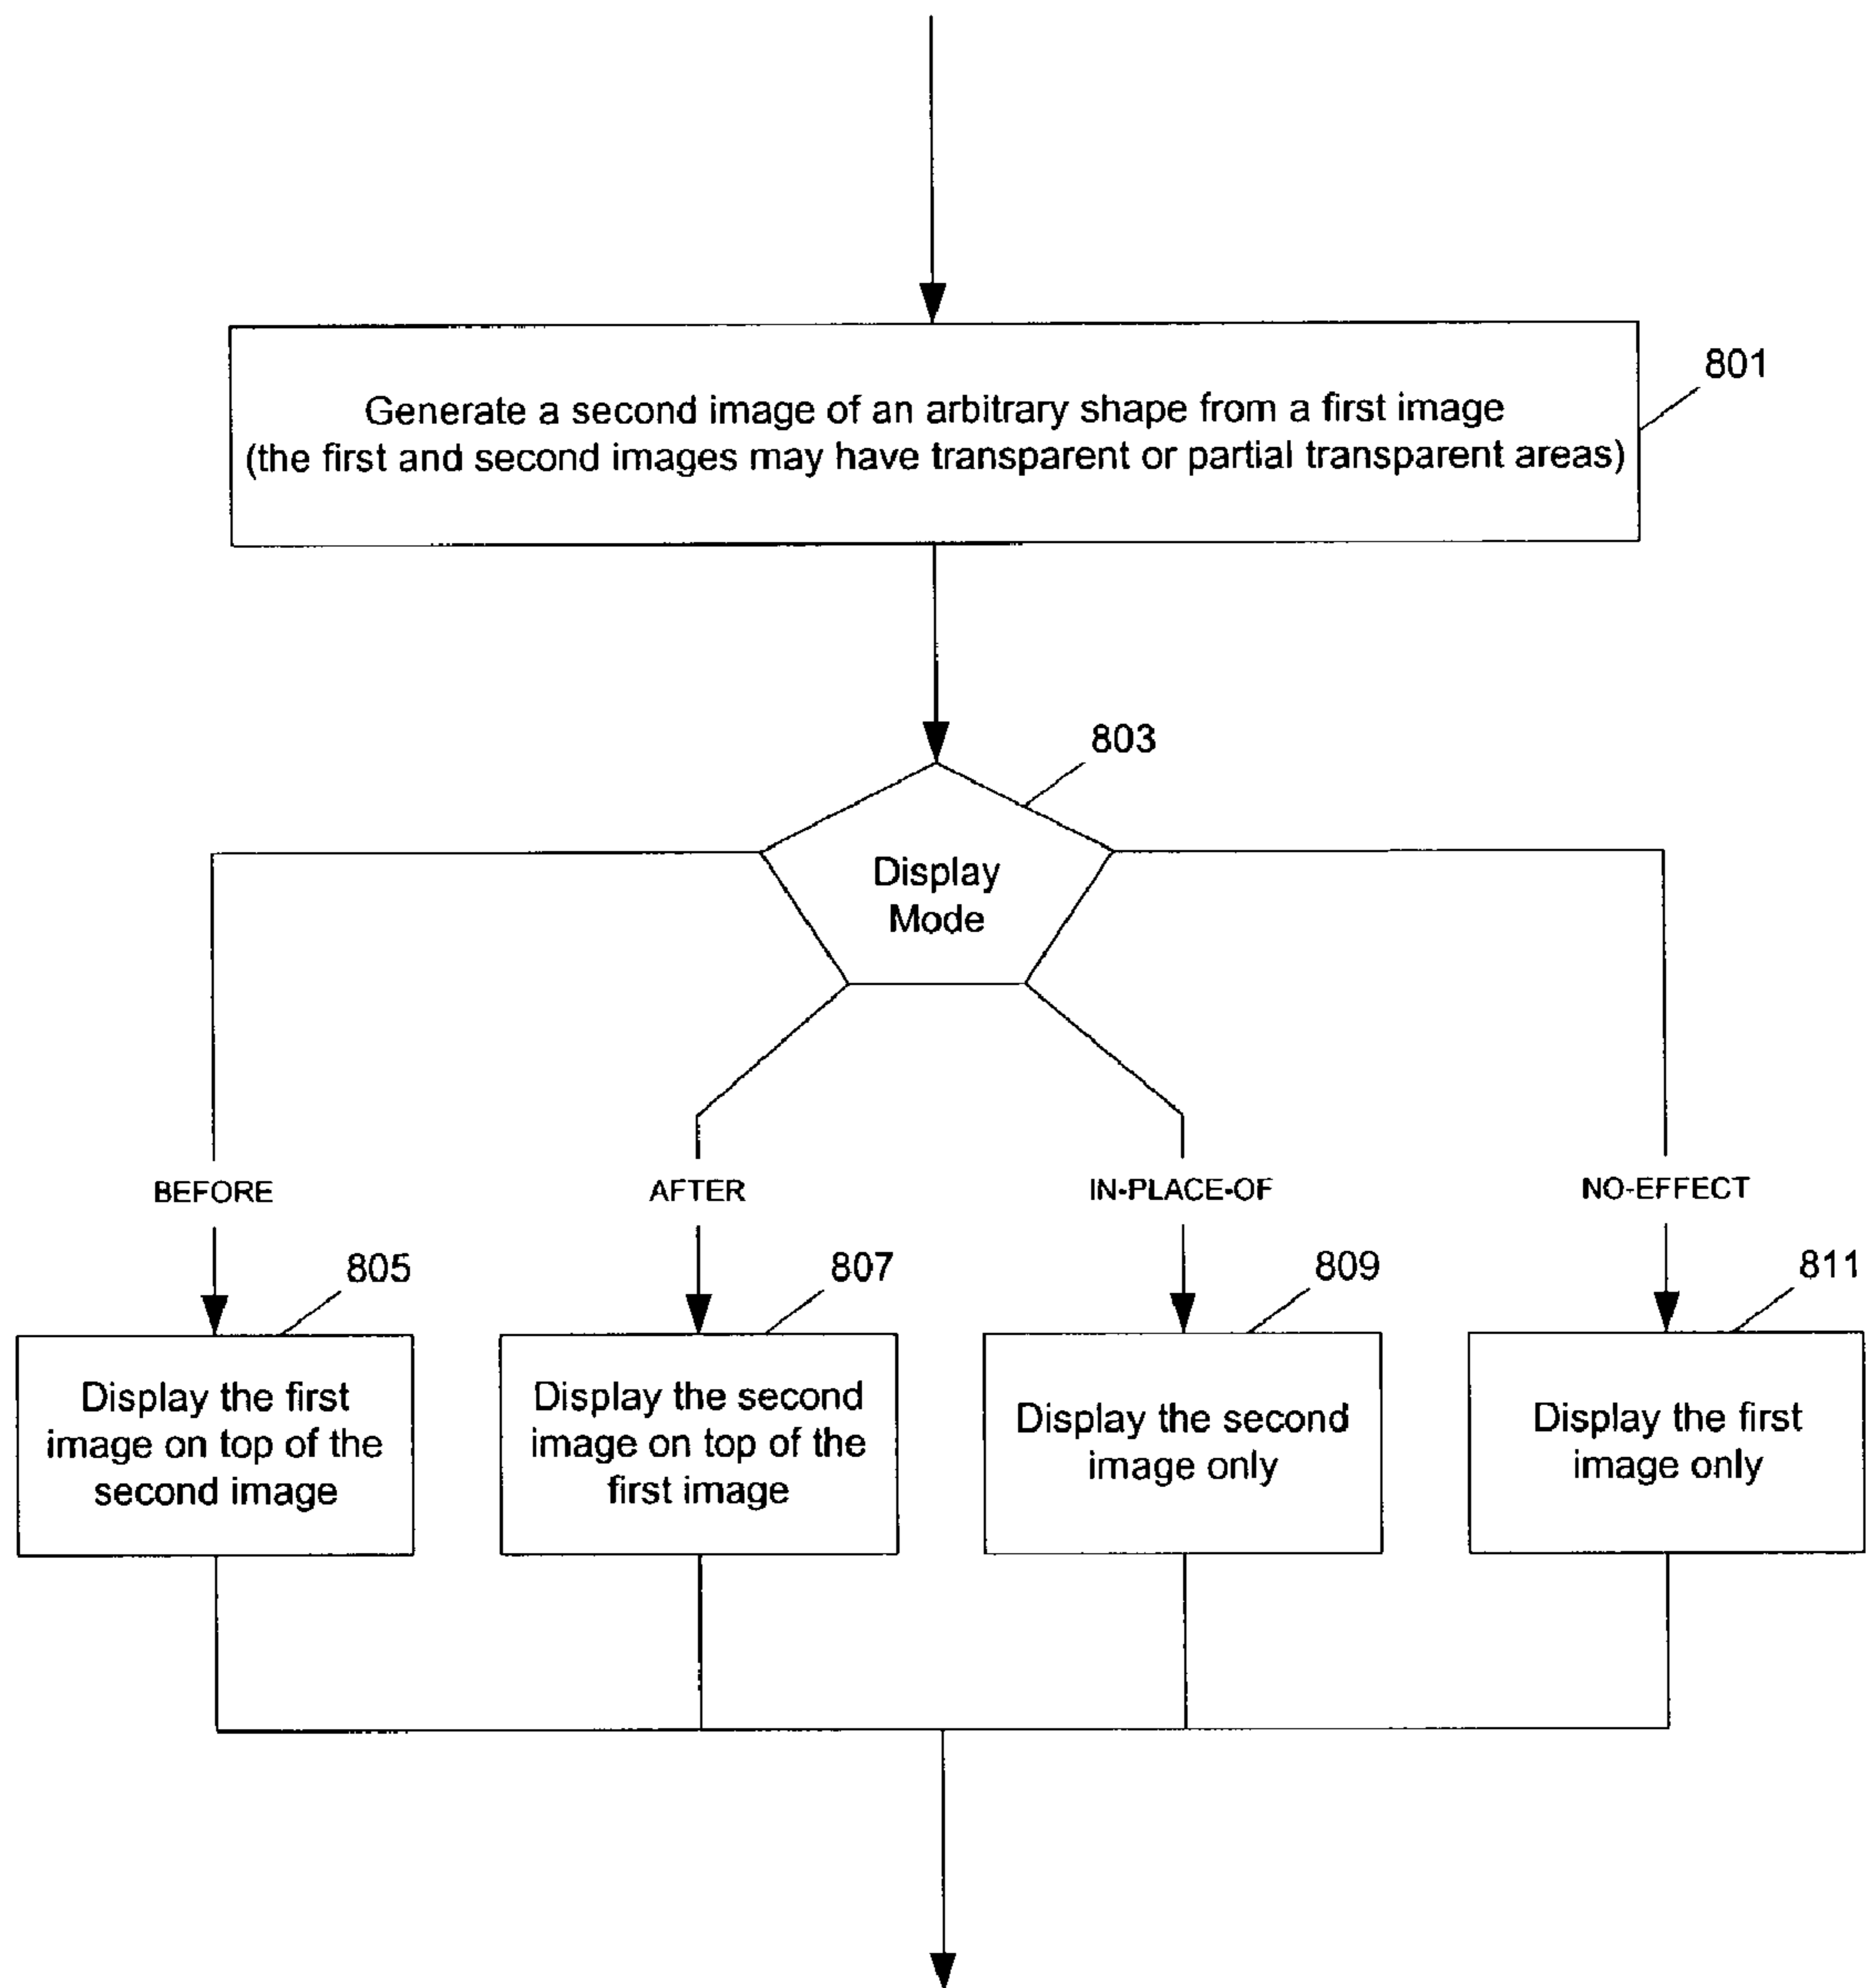 801
Generate a second image of an arbitrary shape from a first image
(the first and second images may have transparent or partial transparent areas)
803
Display
Mode
BEFORE
AFTER
IN-PLACE-OF
NO-EFFECT
805
807
809
811
Display the first
image on top of the
second image
Display the second
image on top of the
first image
Display the second
image only
Display the first
image only